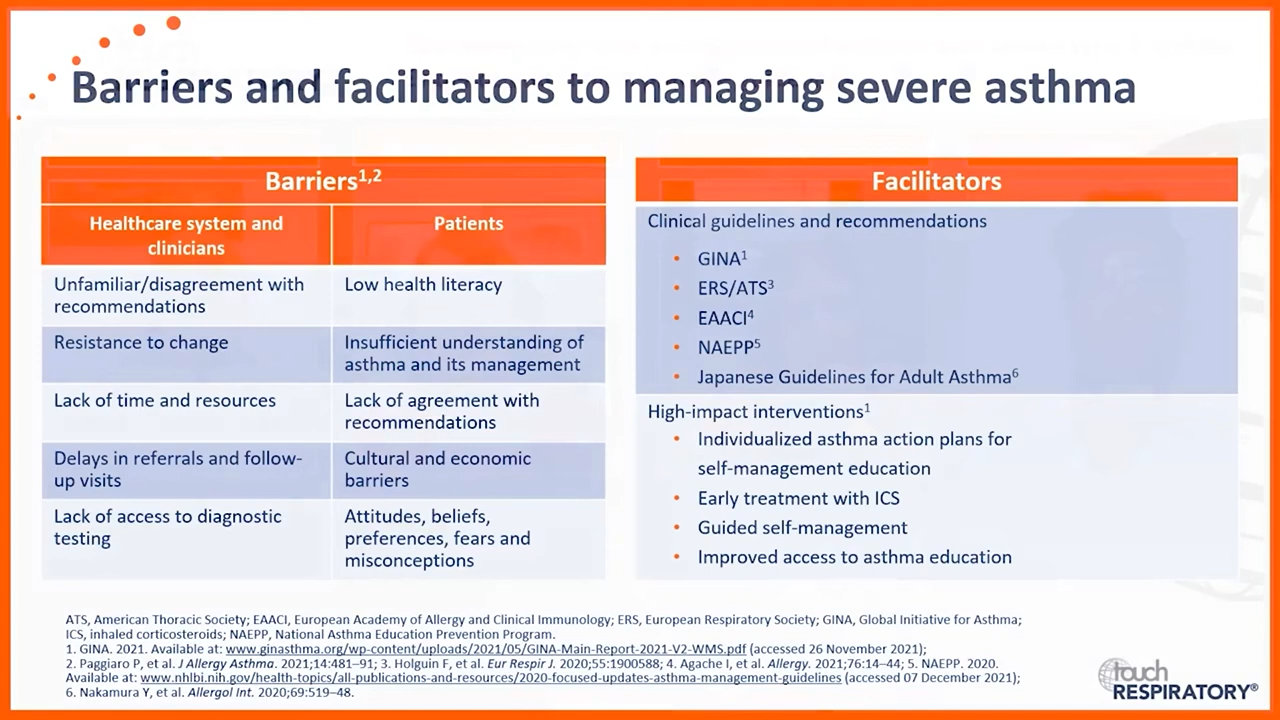 Barriers and facilitators to managing severe asthma
Barriers1,2
Healthcare system and
clinicians
Patients
Unfamiliar/disagreement with
recommendations
Low health literacy
Resistance to change
Insufficient understanding of
asthma and its management
Lack of time and resources
Lack of agreement with
recommendations
Delays in referrals and follow-
up visits
Cultural and economic
barriers
Lack of access to diagnostic
testing
Attitudes, beliefs,
preferences, fears and
misconceptions
Facilitators
Clinical guidelines and recommendations
• GINA1
• ERS/ATS3
• EAACI4
• NAEPP5
• Japanese Guidelines for Adult Asthma6
High-impact interventions1
• Individualized asthma action plans for
self-management education
• Early treatment with ICS
• Guided self-management
• Improved access to asthma education
ATS, American Thoracic Society; EAACI, European Academy of Allergy and Clinical Immunology; ERS, European Respiratory Society; GINA, Global Initiative for Asthma;
ICS, inhaled corticosteroids; NAEPP, National Asthma Education Prevention Program.
1. GINA. 2021. Available at: www.ginasthma.org/wp-content/uploads/2021/05/GINA-Main-Report-2021-V2-WMS.pdf (accessed 26 November 2021);
2. Paggiaro P, et al. J Allergy Asthma. 2021;14:481–91; 3. Holguin F, et al. Eur Respir J. 2020;55:1900588; 4. Agache I, et al. Allergy. 2021;76:14–44; 5. NAEPP. 2020.
Available at: www.nhlbi.nih.gov/health-topics/all-publications-and-resources/2020-focused-updates-asthma-management-guidelines (accessed 07 December 2021);
6. Nakamura Y, et al. Allergol Int. 2020;69:519–48.
touch
RESPIRATORY®